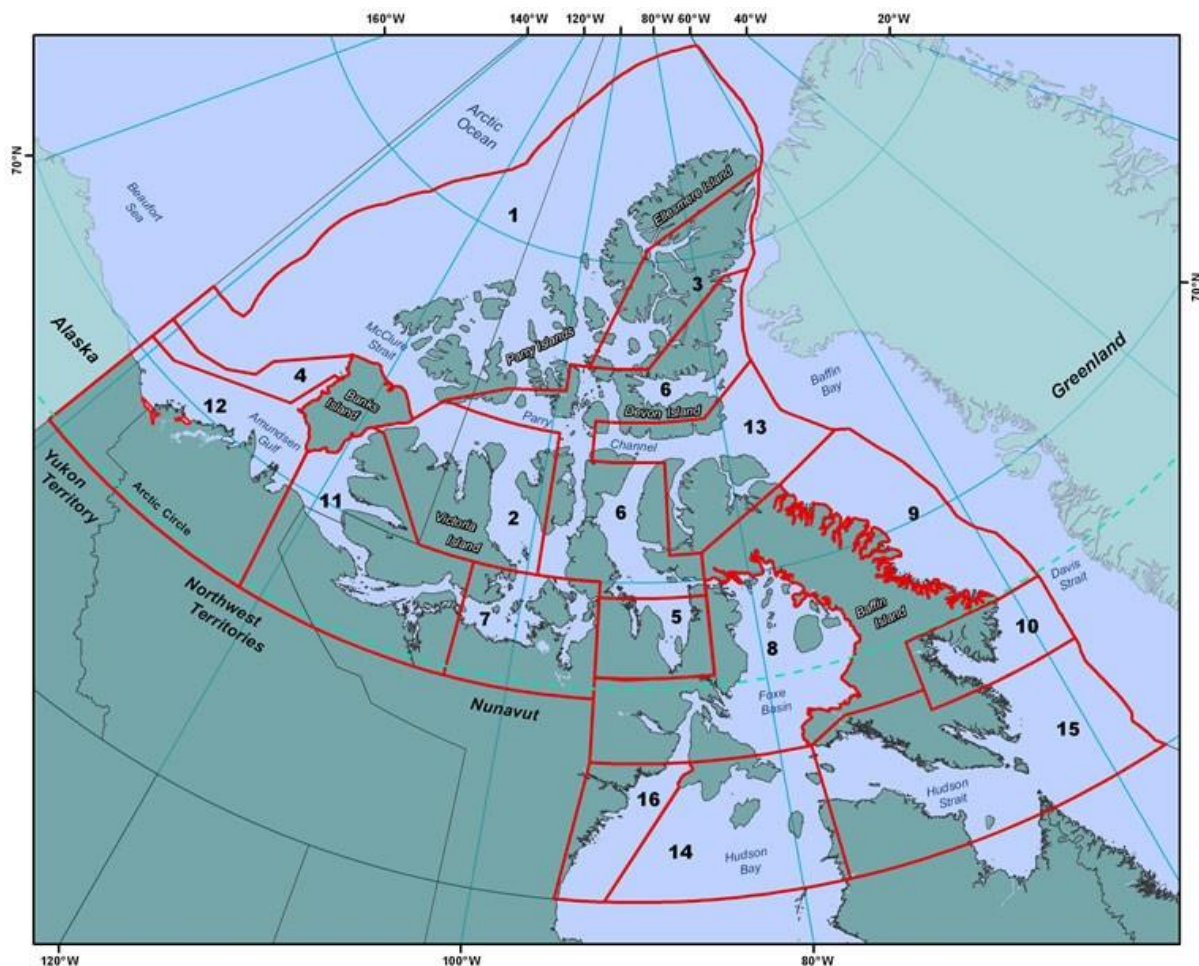 160°W
140°W
120°W
100°W
80°W
60°W
40°W
20°W
70°N
Arctic
Ocean
Beaufort
Sea
1
Ellesmere Island
3
70°N
Alaska
McClure
Strait
Parry Islands
4
Banks
Island
6
Baffin
Bay
Greenland
12
Amundsen
Gulf
Parry
Channel
Devon Island
13
Yukon
Territory
Arctic Circle
11
Victoria
Island
2
6
9
Davis
Strait
Northwest
Territories
7
5
8
Baffin
Island
10
Nunavut
Foxe
Basin
15
16
Hudson
Strait
14
Hudson
Bay
120°W
100°W
80°W